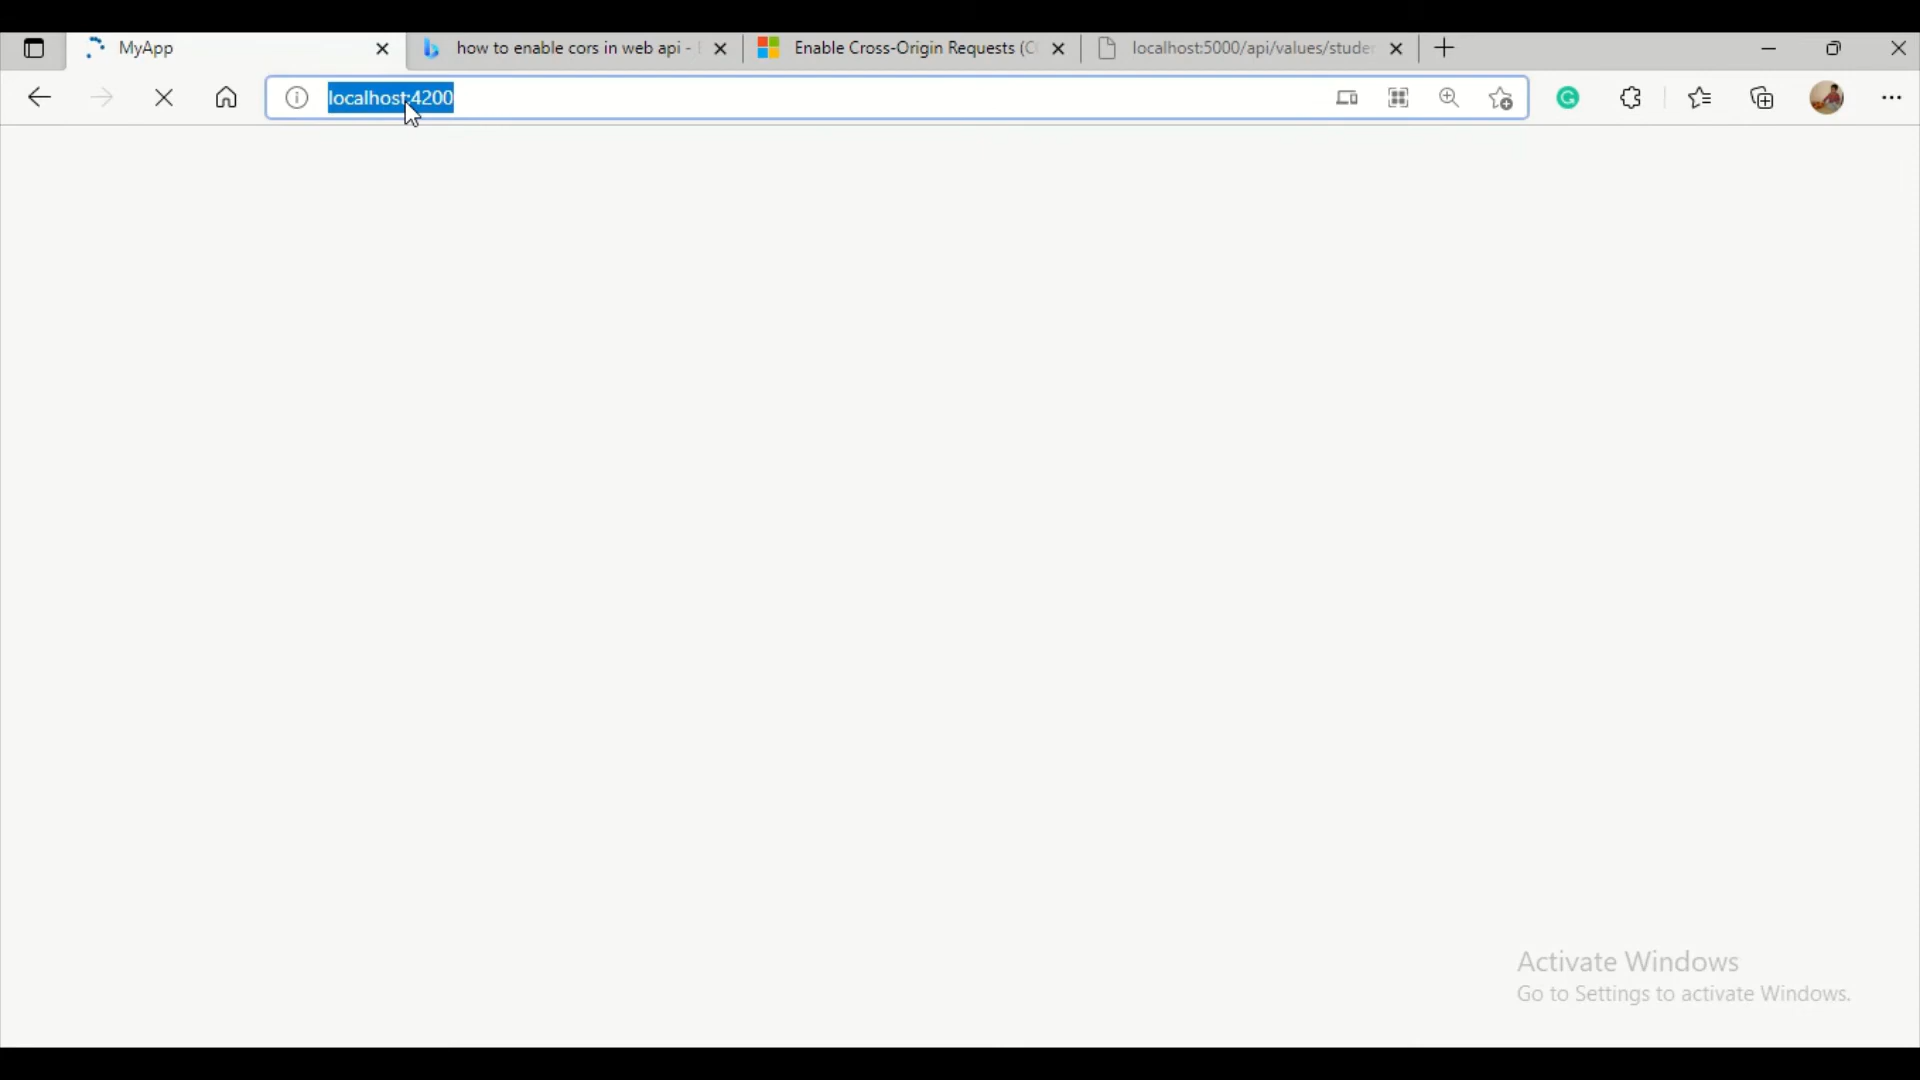 MyApp
how to enable cors in web api -
Enable Cross-Origin Requests (C
localhost:5000/api/values/studen
localhost:4200
Activate Windows
Go to Settings to activate Windows.